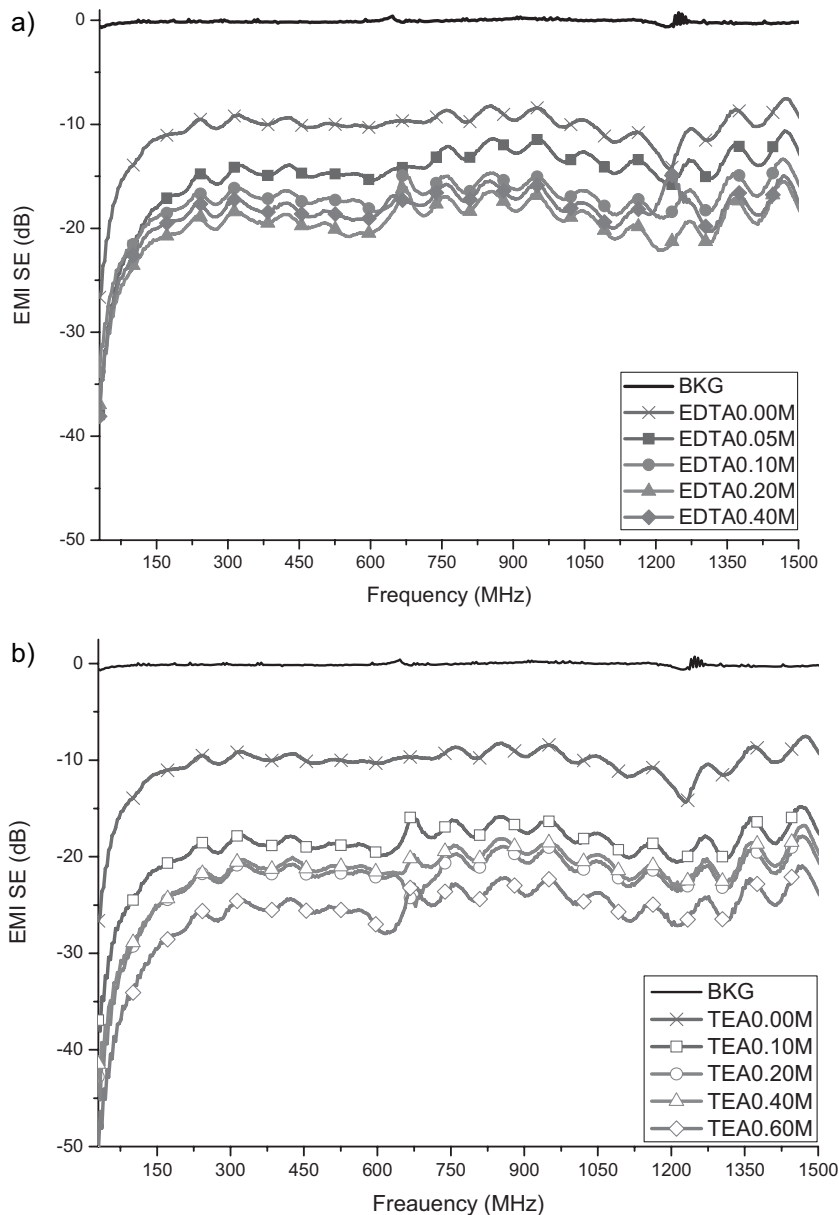 a)
0
-10
-20
-30
-40
-50
EMI SE (dB)
BKG
EDTA0.00M
EDTA0.05M
EDTA0.10M
EDTA0.20M
EDTA0.40M
150 300 450 600 750 900 1050 1200 1350 1500
Frequency (MHz)
b)
0
-10
-20
-30
-40
-50
EMI SE (dB)
BKG
TEA0.00M
TEA0.10M
TEA0.20M
TEA0.40M
TEA0.60M
150 300 450 600 750 900 1050 1200 1350 1500
Freauency (MHz)